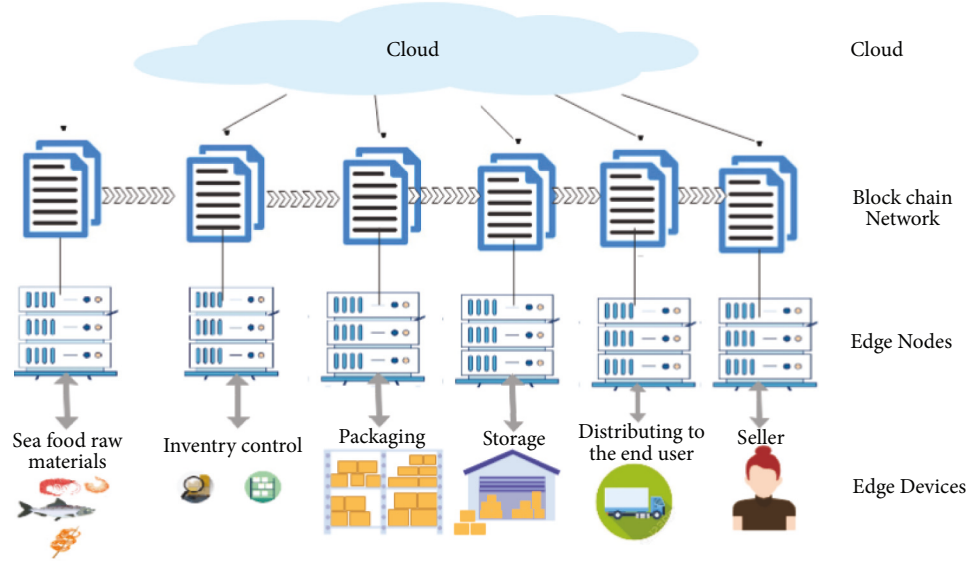 Cloud
Cloud
Block chain
Network
Edge Nodes
Sea food raw
materials
Inventry control
Packaging
Storage
Distributing to
the end user
Seller
Edge Devices